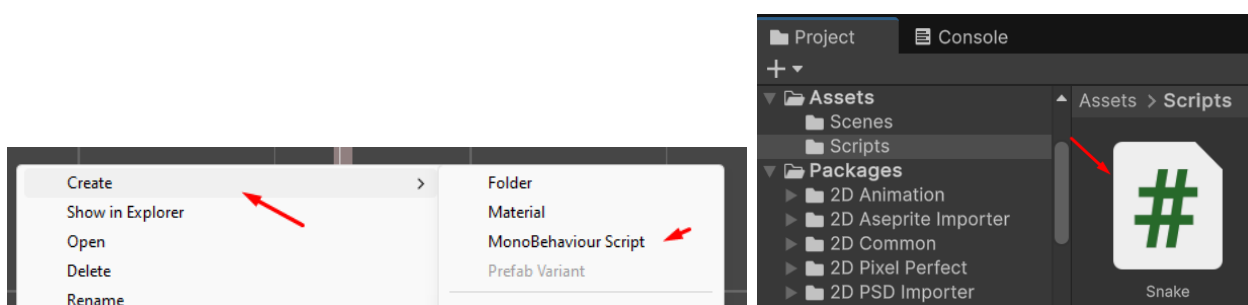 Create
Show in Explorer
Open
Delete
Rename
Folder
Material
MonoBehaviour Script
Prefab Variant
Project
Console
Assets
Scenes
Scripts
Packages
2D Animation
2D Aseprite Importer
2D Common
2D Pixel Perfect
2D PSD Importer
Assets > Scripts
#
Snake